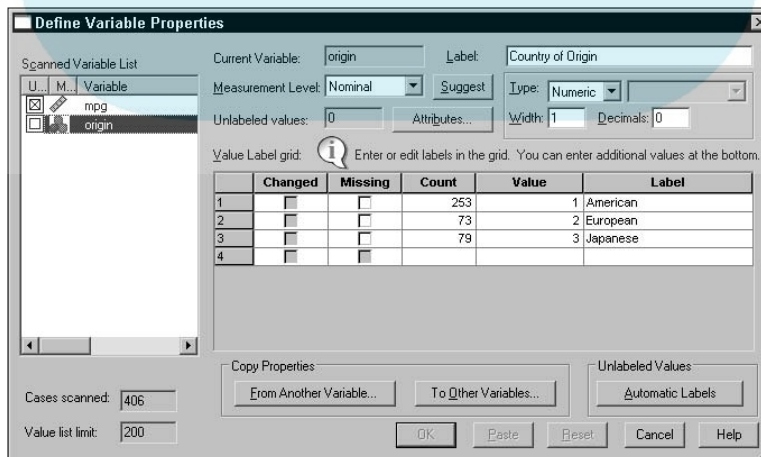 Define Variable Properties
Scanned Variable List
U... M... Variable
mpg
origin
Current Variable: origin Label: Country of Origin
Measurement Level: Nominal Suggest Type: Numeric
Unlabeled values: 0 Attributes... Width: 1 Decimals: 0
Value Label grid: Enter or edit labels in the grid. You can enter additional values at the bottom.
Changed Missing Count Value Label
1 253 1 American
2 73 2 European
3 79 3 Japanese
4
Copy Properties Unlabeled Values
From Another Variable... To Other Variables... Automatic Labels
Cases scanned: 406
Value list limit: 200
OK Paste Reset Cancel Help